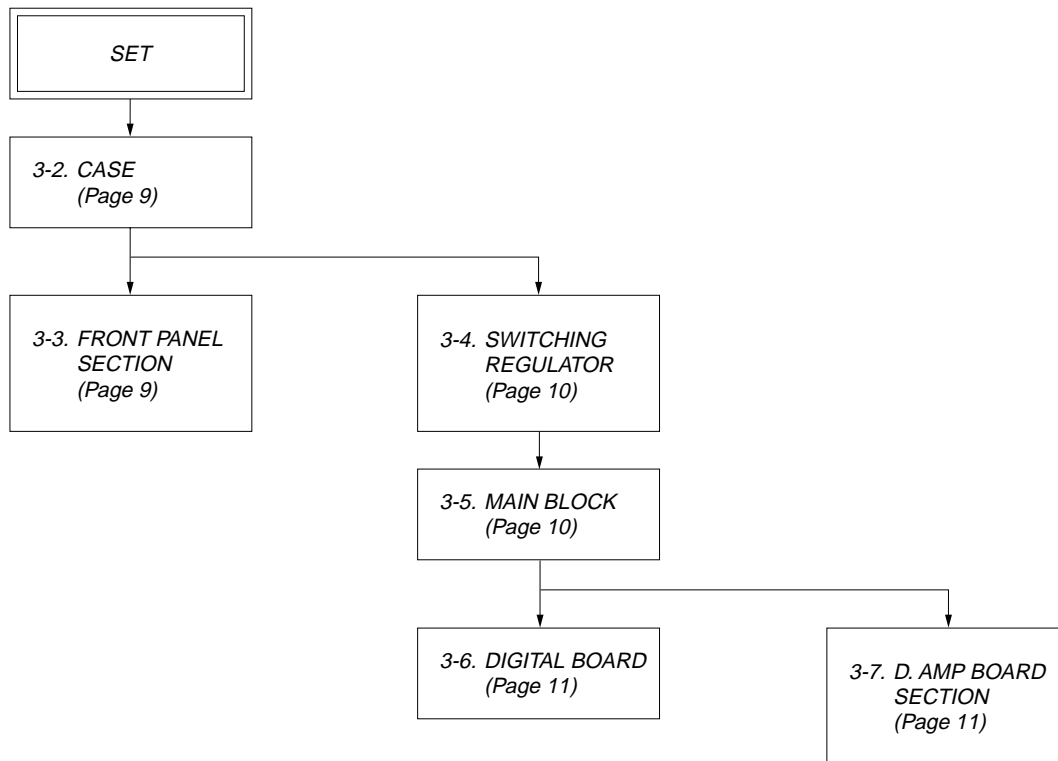 SET
3-2. CASE
(Page 9)
3-3. FRONT PANEL
SECTION
(Page 9)
3-4. SWITCHING
REGULATOR
(Page 10)
3-5. MAIN BLOCK
(Page 10)
3-6. DIGITAL BOARD
(Page 11)
3-7. D. AMP BOARD
SECTION
(Page 11)